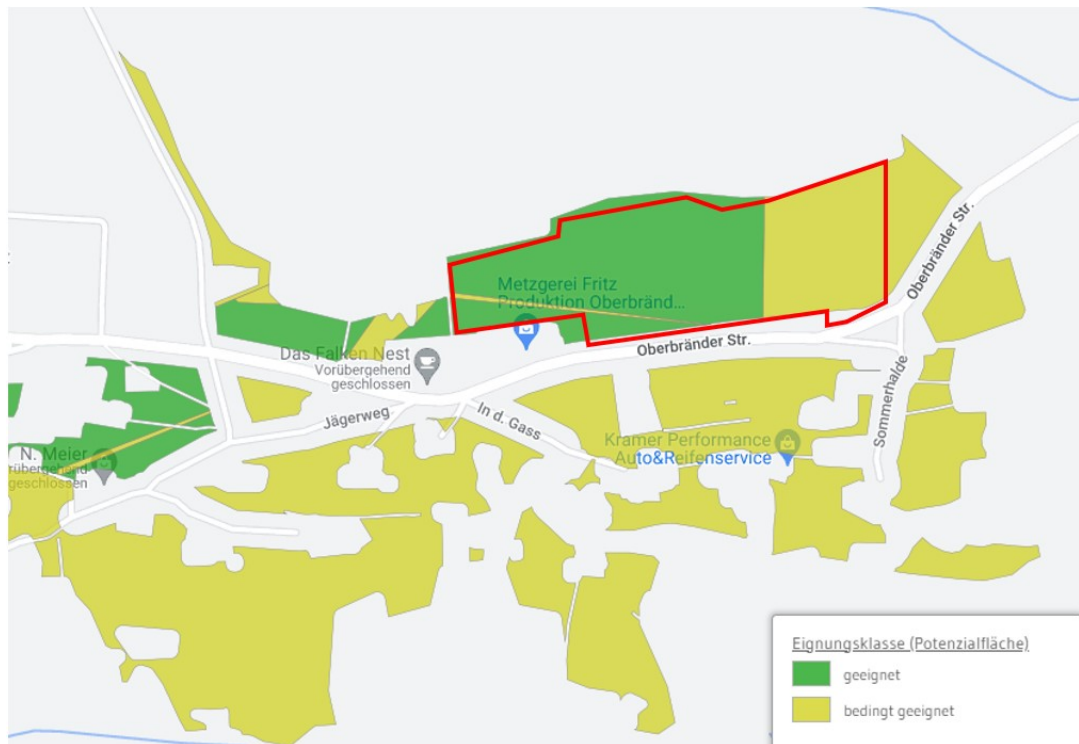 Oberbränder Str.
Metzgerei Fritz
Produktion Oberbränd...
Oberbränder Str.
Das Falken Nest
Vorübergehend
geschlossen
Jägerweg
In d. Gass
Sommerhalde
Kramer Performance
Auto&Reifenservice
N. Meier
rübergehend
geschlossen
Eignungsklasse (Potenzialfläche)
geeignet
bedingt geeignet